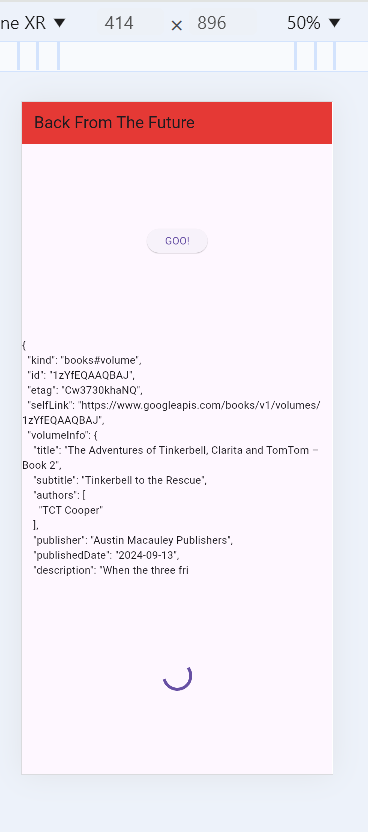 ne XR ▼ 414 × 896 50% ▼
Back From The Future
GOO!
{
"kind": "books#volume",
"id": "1zYfEQAAQBAJ",
"etag": "Cw3730khaNQ",
"selfLink": "https://www.googleapis.com/books/v1/volumes/
1zYfEQAAQBAJ",
"volumeInfo": {
"title": "The Adventures of Tinkerbell, Clarita and TomTom –
Book 2",
"subtitle": "Tinkerbell to the Rescue",
"authors": [
"TCT Cooper"
],
"publisher": "Austin Macauley Publishers",
"publishedDate": "2024-09-13",
"description": "When the three fri